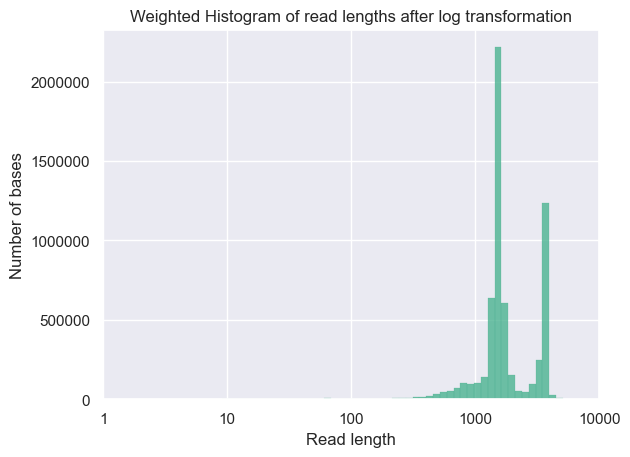 Weighted Histogram of read lengths after log transformation
Number of bases
2000000
1500000
1000000
500000
0
1 10 100 1000 10000
Read length